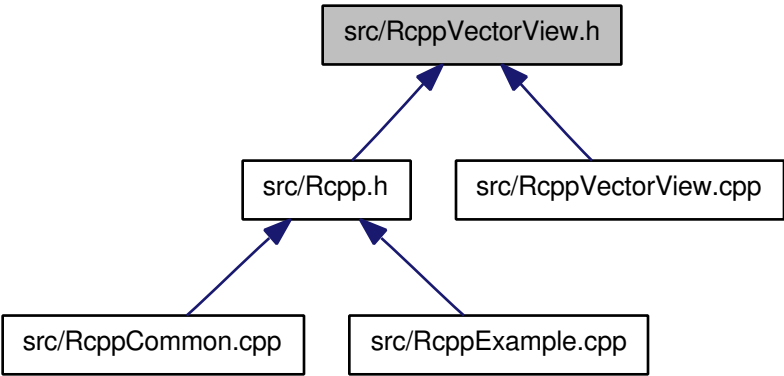 src/RcppVectorView.h
src/Rcpp.h
src/RcppVectorView.cpp
src/RcppCommon.cpp
src/RcppExample.cpp